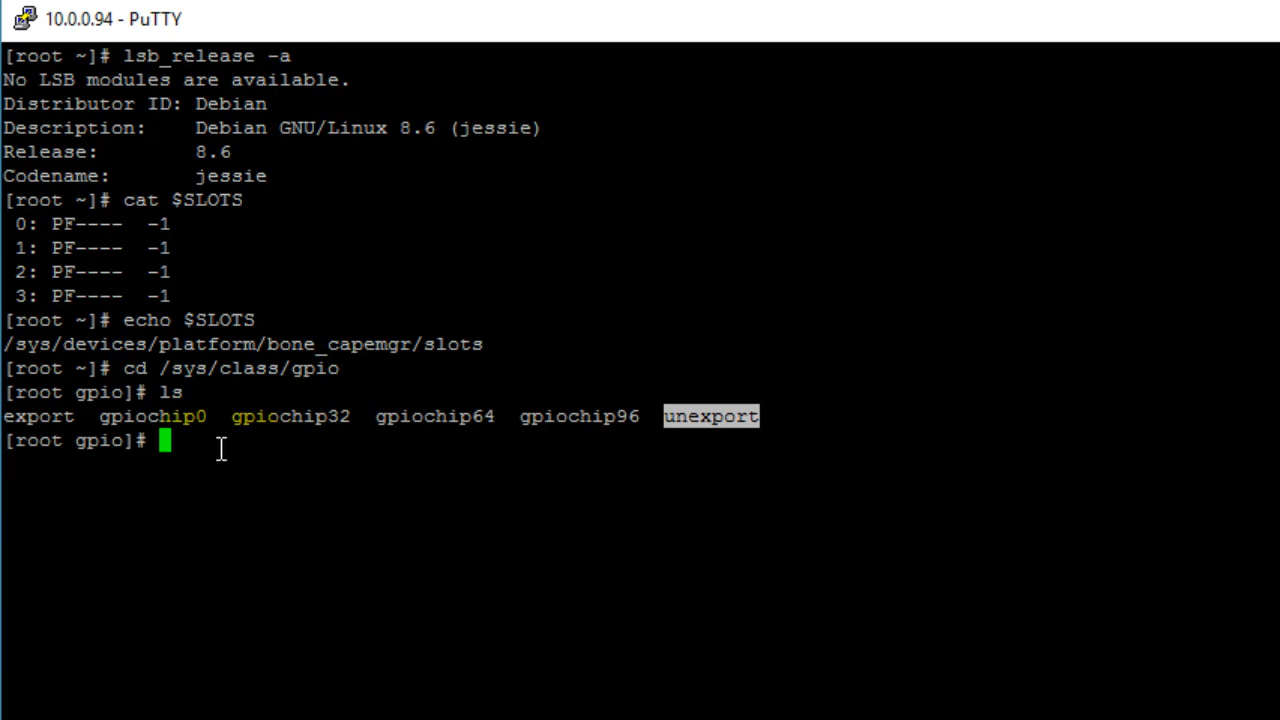 10.0.0.94 - PuTTY
[root ~]# lsb_release -a
No LSB modules are available.
Distributor ID: Debian
Description:    Debian GNU/Linux 8.6 (jessie)
Release:        8.6
Codename:       jessie
[root ~]# cat $SLOTS
 0: PF----  -1
 1: PF----  -1
 2: PF----  -1
 3: PF----  -1
[root ~]# echo $SLOTS
/sys/devices/platform/bone_capemgr/slots
[root ~]# cd /sys/class/gpio
[root gpio]# ls
export  gpiochip0  gpiochip32  gpiochip64  gpiochip96  unexport
[root gpio]#